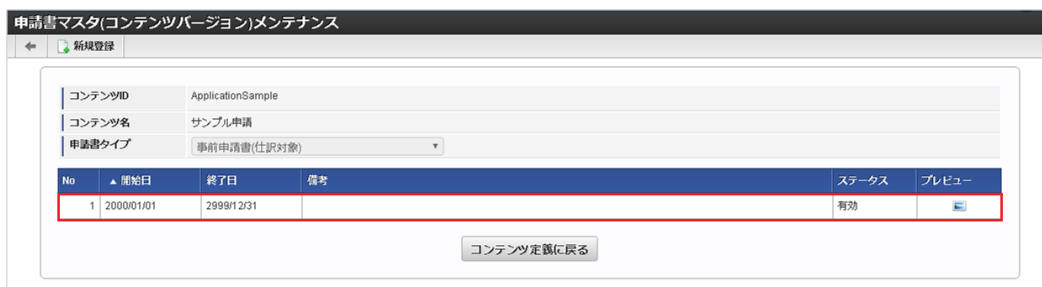 申請書マスタ(コンテンツバージョン)メンテナンス
新規登録
コンテンツID ApplicationSample
コンテンツ名 サンプル申請
申請書タイプ 事前申請書(仕訳対象) ▼
No ▲ 開始日 終了日 備考 ステータス プレビュー
1 2000/01/01 2999/12/31 有効
コンテンツ定義に戻る